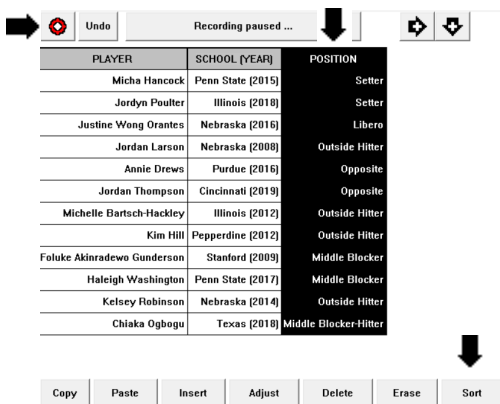 Undo Recording paused ...
PLAYER SCHOOL (YEAR) POSITION
Micha Hancock Penn State (2015) Setter
Jordyn Poulter Illinois (2018) Setter
Justine Wong Orantes Nebraska (2016) Libero
Jordan Larson Nebraska (2008) Outside Hitter
Annie Drews Purdue (2016) Opposite
Jordan Thompson Cincinnati (2019) Opposite
Michelle Bartsch-Hackley Illinois (2012) Outside Hitter
Kim Hill Pepperdine (2012) Outside Hitter
Foluke Akinradewo Gunderson Stanford (2009) Middle Blocker
Haleigh Washington Penn State (2017) Middle Blocker
Kelsey Robinson Nebraska (2014) Outside Hitter
Chiaka Ogbogu Texas (2018) Middle Blocker-Hitter
Copy Paste Insert Adjust Delete Erase Sort